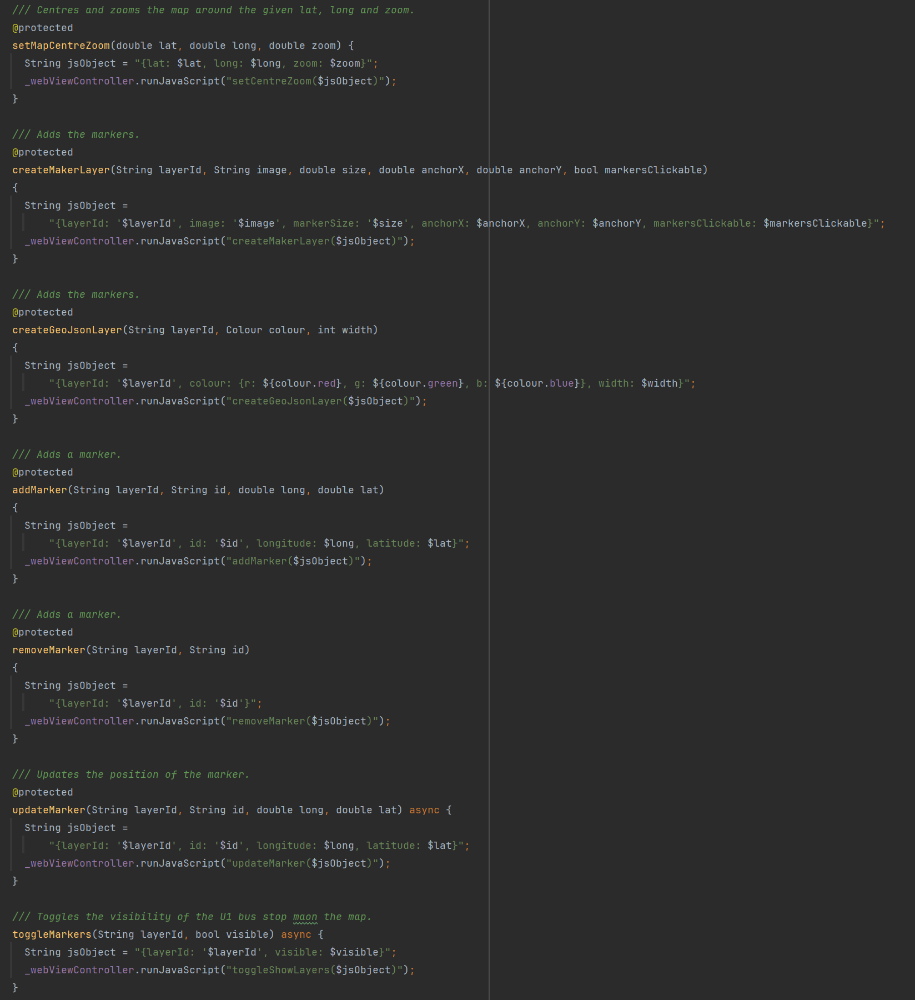 /// Centres and zooms the map around the given lat, long and zoom.
@protected
setMapCentreZoom(double lat, double long, double zoom) {
String jsObject = "{lat: $lat, long: $long, zoom: $zoom}";
_webViewController.runJavaScript("setCentreZoom($jsObject)");
}
/// Adds the markers.
@protected
createMakerLayer(String layerId, String image, double size, double anchorX, double anchorY, bool markersClickable)
{
String jsObject =
"{layerId: '$layerId', image: '$image', markerSize: '$size', anchorX: $anchorX, anchorY: $anchorY, markersClickable: $markersClickable}";
_webViewController.runJavaScript("createMakerLayer($jsObject)");
}
/// Adds the markers.
@protected
createGeoJsonLayer(String layerId, Colour colour, int width)
{
String jsObject =
"{layerId: '$layerId', colour: {r: ${colour.red}, g: ${colour.green}, b: ${colour.blue}}, width: $width}";
_webViewController.runJavaScript("createGeoJsonLayer($jsObject)");
}
/// Adds a marker.
@protected
addMarker(String layerId, String id, double long, double lat)
{
String jsObject =
"{layerId: '$layerId', id: '$id', longitude: $long, latitude: $lat}";
_webViewController.runJavaScript("addMarker($jsObject)");
}
/// Adds a marker.
@protected
removeMarker(String layerId, String id)
{
String jsObject =
"{layerId: '$layerId', id: '$id'}";
_webViewController.runJavaScript("removeMarker($jsObject)");
}
/// Updates the position of the marker.
@protected
updateMarker(String layerId, String id, double long, double lat) async {
String jsObject =
"{layerId: '$layerId', id: '$id', longitude: $long, latitude: $lat}";
_webViewController.runJavaScript("updateMarker($jsObject)");
}
/// Toggles the visibility of the U1 bus stop maon the map.
toggleMarkers(String layerId, bool visible) async {
String jsObject = "{layerId: '$layerId', visible: $visible}";
_webViewController.runJavaScript("toggleShowLayers($jsObject)");
}